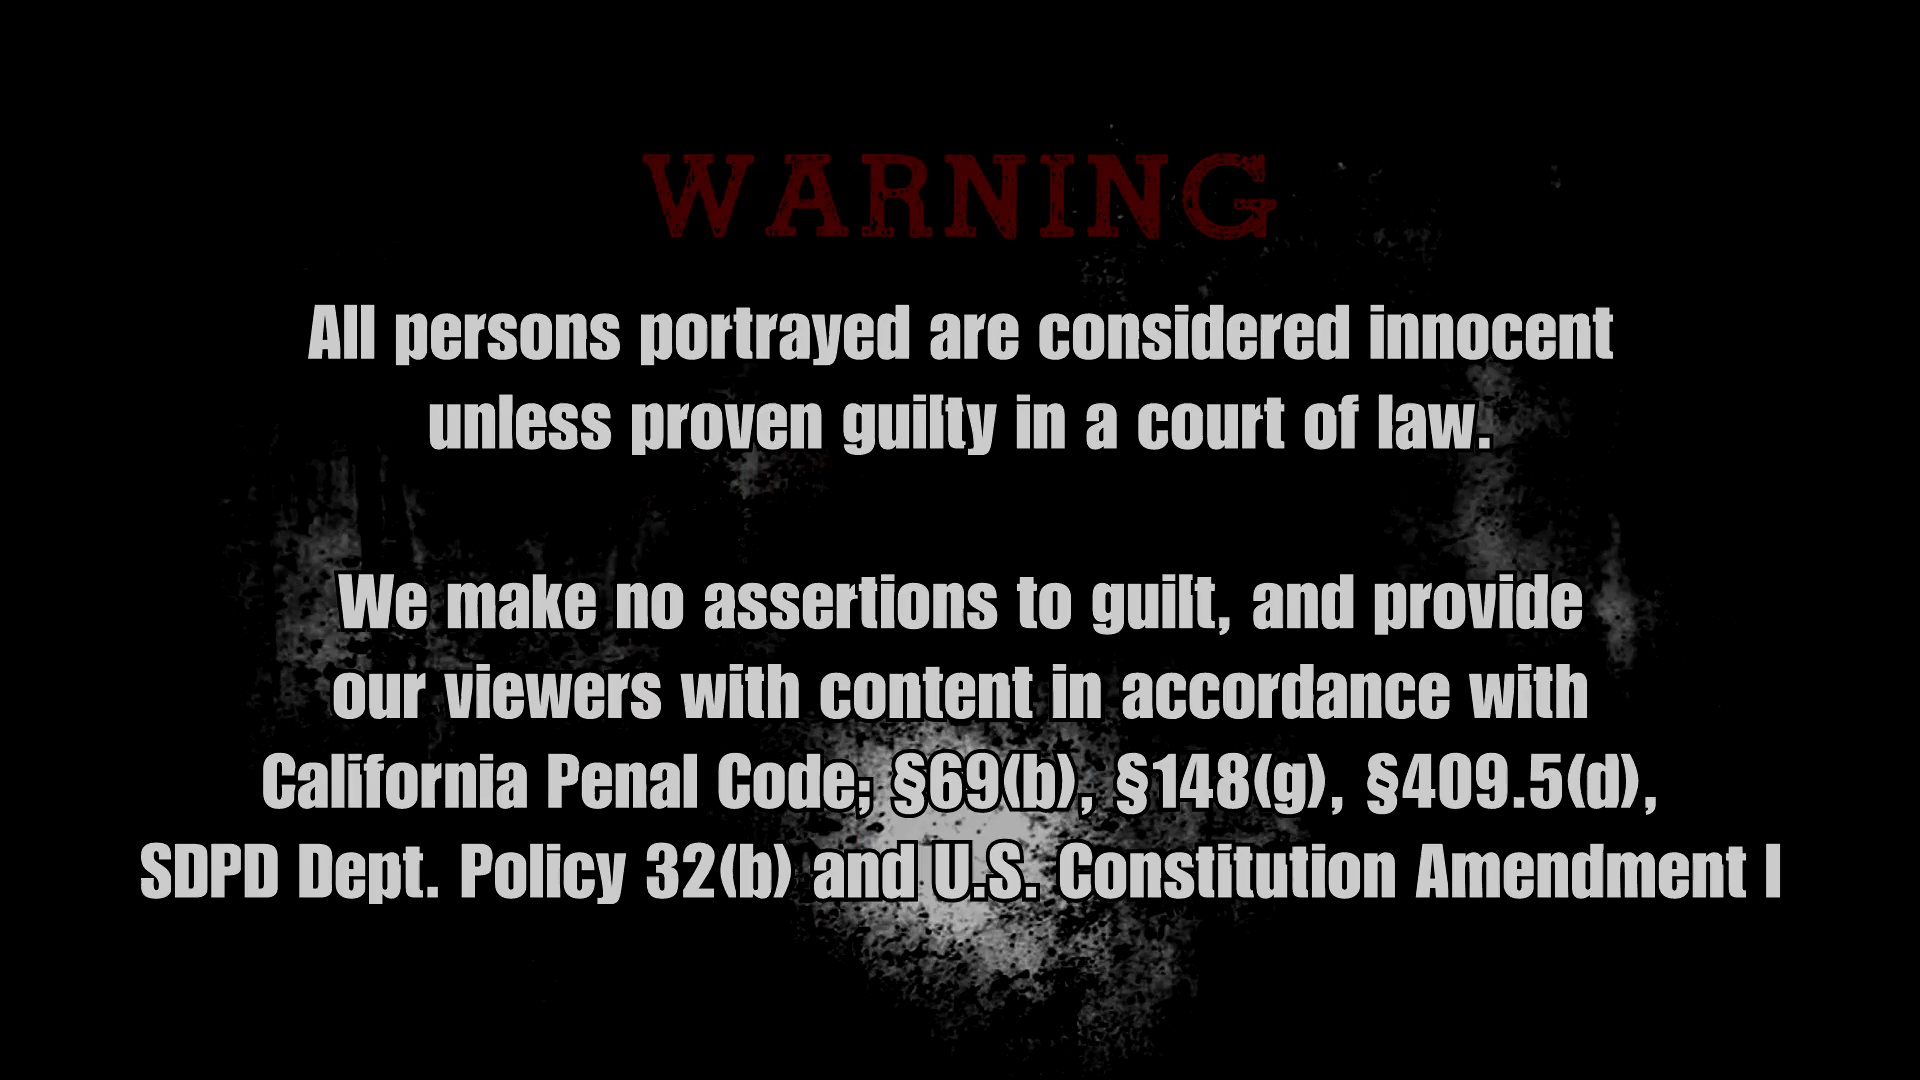 WARNING
All persons portrayed are considered innocent
unless proven guilty in a court of law.
We make no assertions to guilt, and provide
our viewers with content in accordance with
California Penal Code; §69(b), §148(g), §409.5(d),
SDPD Dept. Policy 32(b) and U.S. Constitution Amendment I